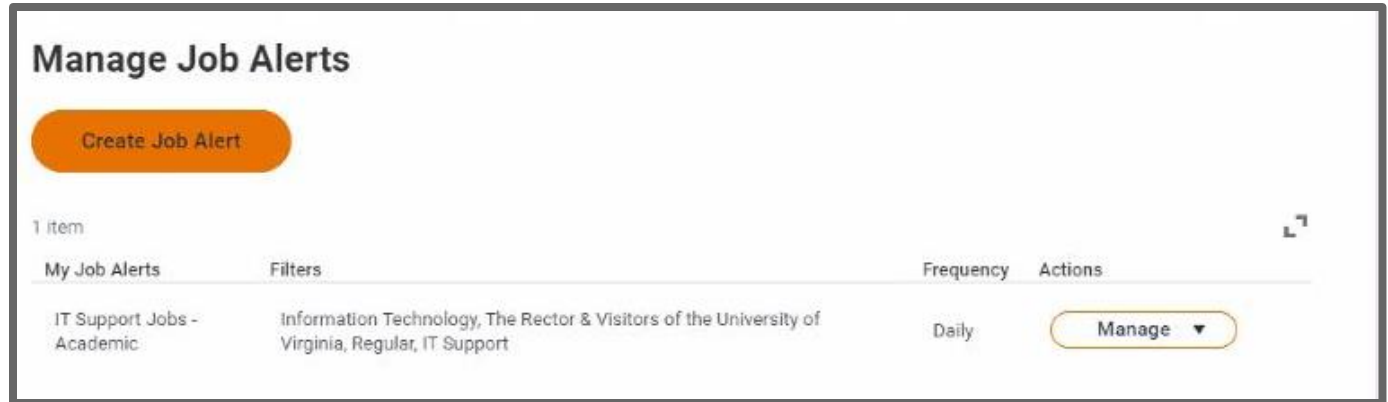 Manage Job Alerts
Create Job Alert
1 item
My Job Alerts Filters Frequency Actions
IT Support Jobs - Information Technology, The Rector & Visitors of the University of Daily Manage
Academic Virginia, Regular, IT Support